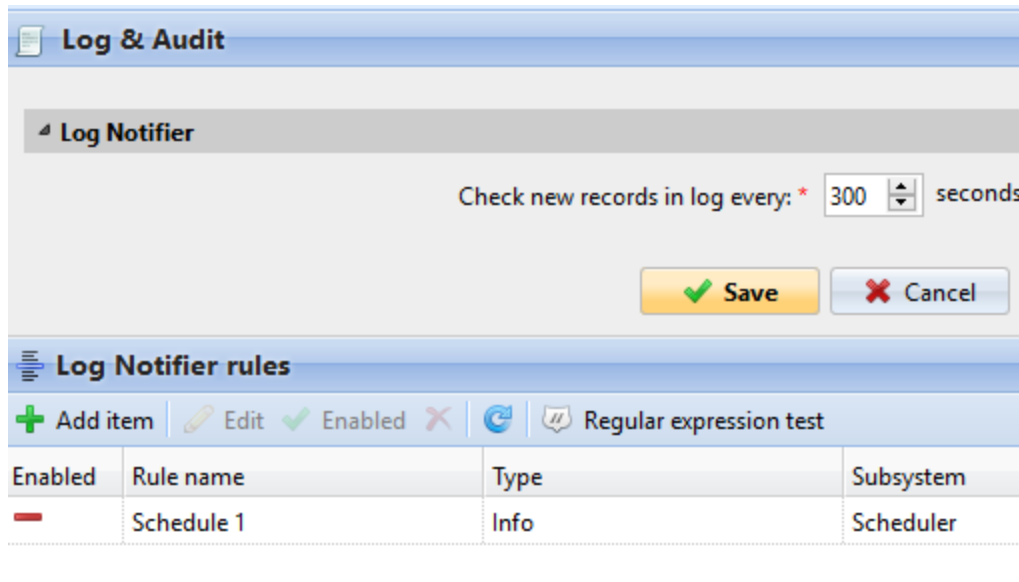 Log & Audit
Log Notifier
Check new records in log every: * 300 seconds
Save Cancel
Log Notifier rules
Add item Edit Enabled Regular expression test
Enabled Rule name Type Subsystem
Schedule 1 Info Scheduler